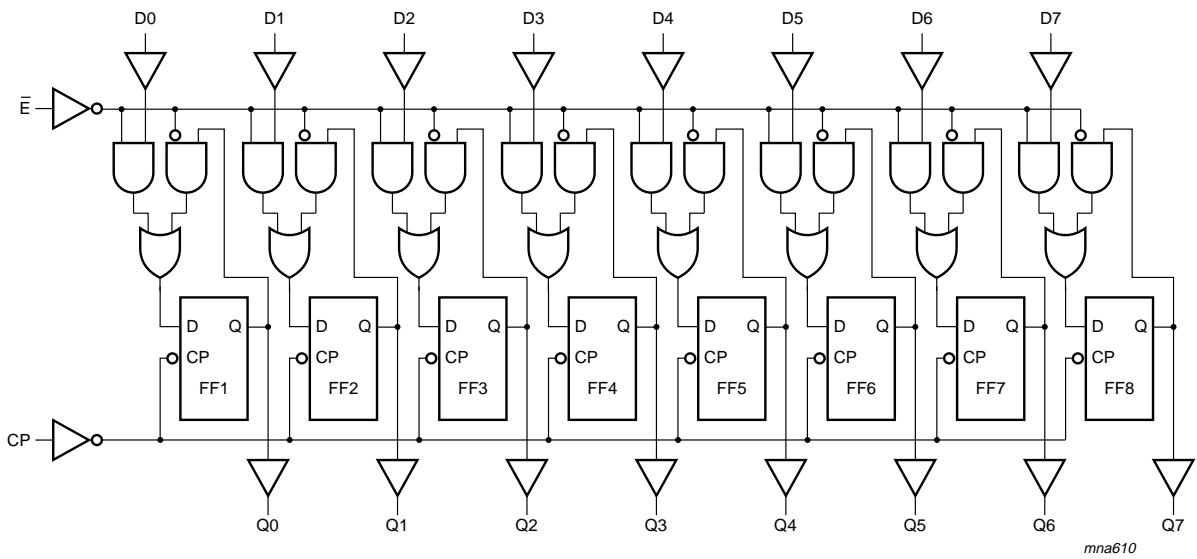 D0 D1 D2 D3 D4 D5 D6 D7
E̅
D Q D Q D Q D Q D Q D Q D Q D Q
CP CP CP CP CP CP CP CP
FF1 FF2 FF3 FF4 FF5 FF6 FF7 FF8
CP
Q0 Q1 Q2 Q3 Q4 Q5 Q6 Q7
mna610